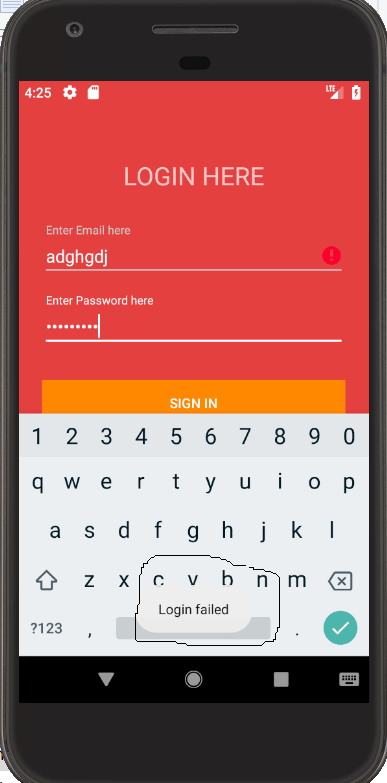 4:25 LTE
LOGIN HERE
Enter Email here
adghgdj
!
Enter Password here
•••••••••
SIGN IN
1 2 3 4 5 6 7 8 9 0
q w e r t y u i o p
a s d f g h j k l
z x c v b n m
Login failed
?123 , .